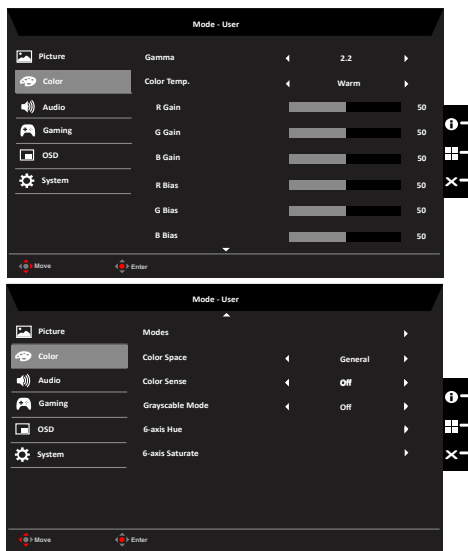 Mode - User
Picture
Gamma 2.2
Color
Color Temp. Warm
Audio
R Gain 50
Gaming
G Gain 50
OSD
B Gain 50
System
R Bias 50
G Bias 50
B Bias 50
Move Enter
Mode - User
Picture
Modes
Color
Color Space General
Audio
Color Sense Off
Gaming
Grayscable Mode Off
OSD
6-axis Hue
System
6-axis Saturate
Move Enter